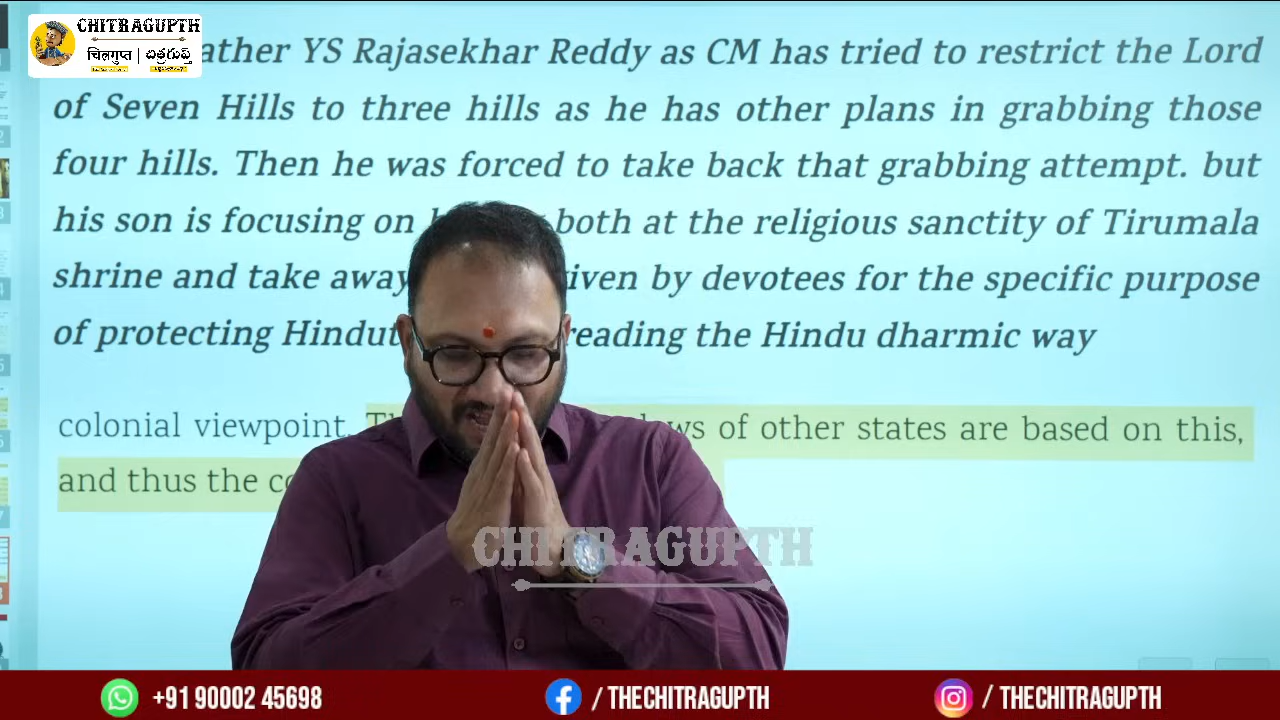 CHITRAGUPTH
चित्रगुप्त | చిత్రగుప్త
ather YS Rajasekhar Reddy as CM has tried to restrict the Lord
of Seven Hills to three hills as he has other plans in grabbing those
four hills. Then he was forced to take back that grabbing attempt. but
his son is focusing on both at the religious sanctity of Tirumala
shrine and take away iven by devotees for the specific purpose
of protecting Hindut reading the Hindu dharmic way
colonial viewpoint. ws of other states are based on this,
and thus the
CHITRAGUPTH
+91 90002 45698
/ THECHITRAGUPTH
/ THECHITRAGUPTH